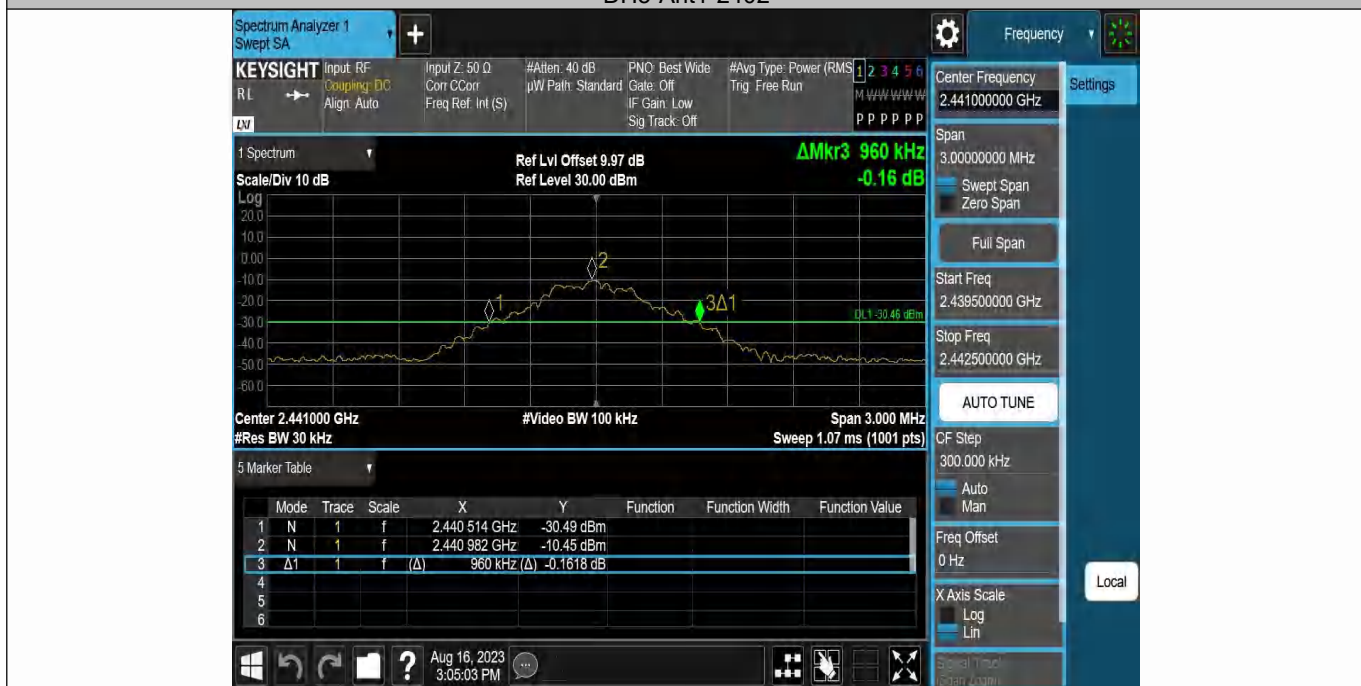 DH5-Ant1-2402
Spectrum Analyzer 1
Swept SA
+
Frequency
KEYSIGHT
RL
LXI
Input: RF
Coupling: DC
Align: Auto
Input Z: 50 Ω
Corr CCorr
Freq Ref: Int (S)
#Atten: 40 dB
µW Path: Standard
PNO: Best Wide
Gate: Off
IF Gain: Low
Sig Track: Off
#Avg Type: Power (RMS
Trig: Free Run
1 2 3 4 5 6
M W W W W W
P P P P P P
Center Frequency
2.441000000 GHz
Settings
Span
3.00000000 MHz
Swept Span
Zero Span
Full Span
Start Freq
2.439500000 GHz
Stop Freq
2.442500000 GHz
AUTO TUNE
CF Step
300.000 kHz
Auto
Man
Freq Offset
0 Hz
X Axis Scale
Log
Lin
Signal Track
(Span Zoom)
Local
1 Spectrum
Scale/Div 10 dB
Ref Lvl Offset 9.97 dB
Ref Level 30.00 dBm
ΔMkr3 960 kHz
-0.16 dB
Log
20.0
10.0
0.00
-10.0
-20.0
-30.0
-40.0
-50.0
-60.0
1
2
3Δ1
DL1 -30.46 dBm
Center 2.441000 GHz
#Video BW 100 kHz
Span 3.000 MHz
#Res BW 30 kHz
Sweep 1.07 ms (1001 pts)
5 Marker Table
Mode Trace Scale X Y Function Function Width Function Value
1 N 1 f 2.440 514 GHz -30.49 dBm
2 N 1 f 2.440 982 GHz -10.45 dBm
3 Δ1 1 f (Δ) 960 kHz (Δ) -0.1618 dB
4
5
6
?
Aug 16, 2023
3:05:03 PM